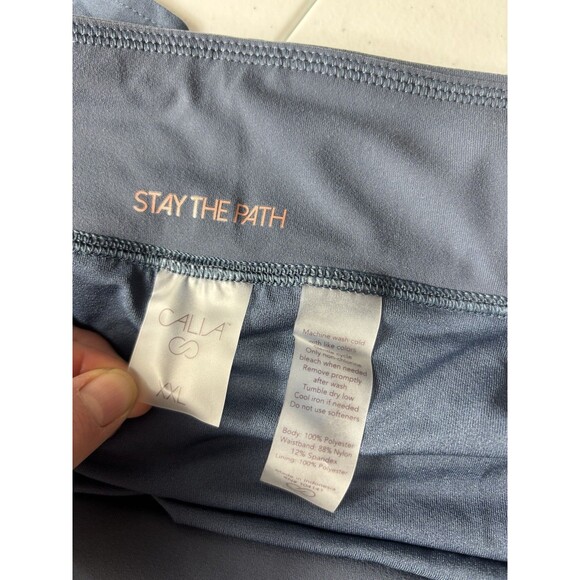 STAY THE PATH
CALIA™
XXL
Machine wash cold
with like colors
Only non-chlorine
bleach when needed
Remove promptly
after wash
Tumble dry low
Cool iron if needed
Do not use softeners
Body: 100% Polyester
Waistband: 88% Nylon
12% Spandex
Lining: 100% Polyester